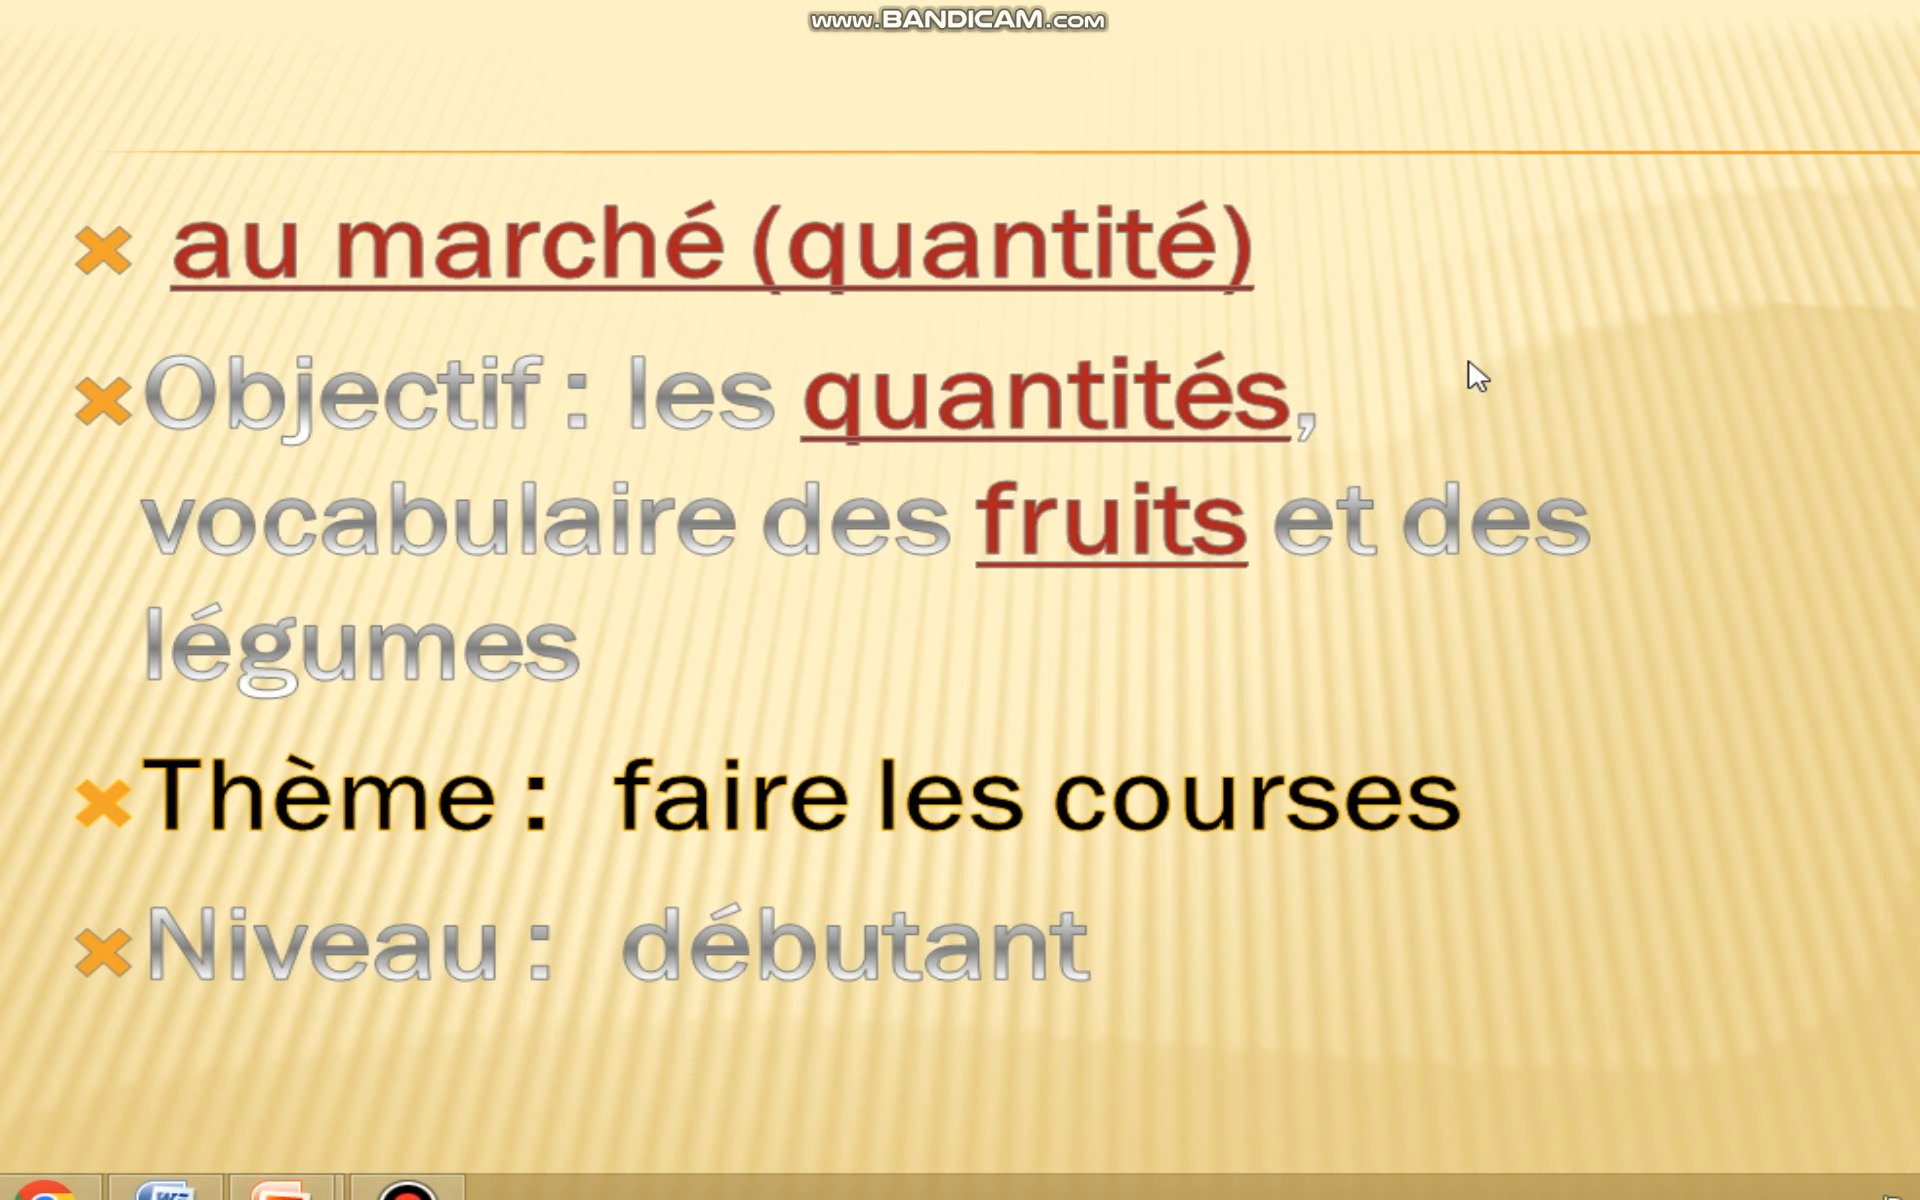 www.BANDICAM.com
au marché (quantité)
Objectif : les quantités,
vocabulaire des fruits et des
légumes
Thème : faire les courses
Niveau : débutant